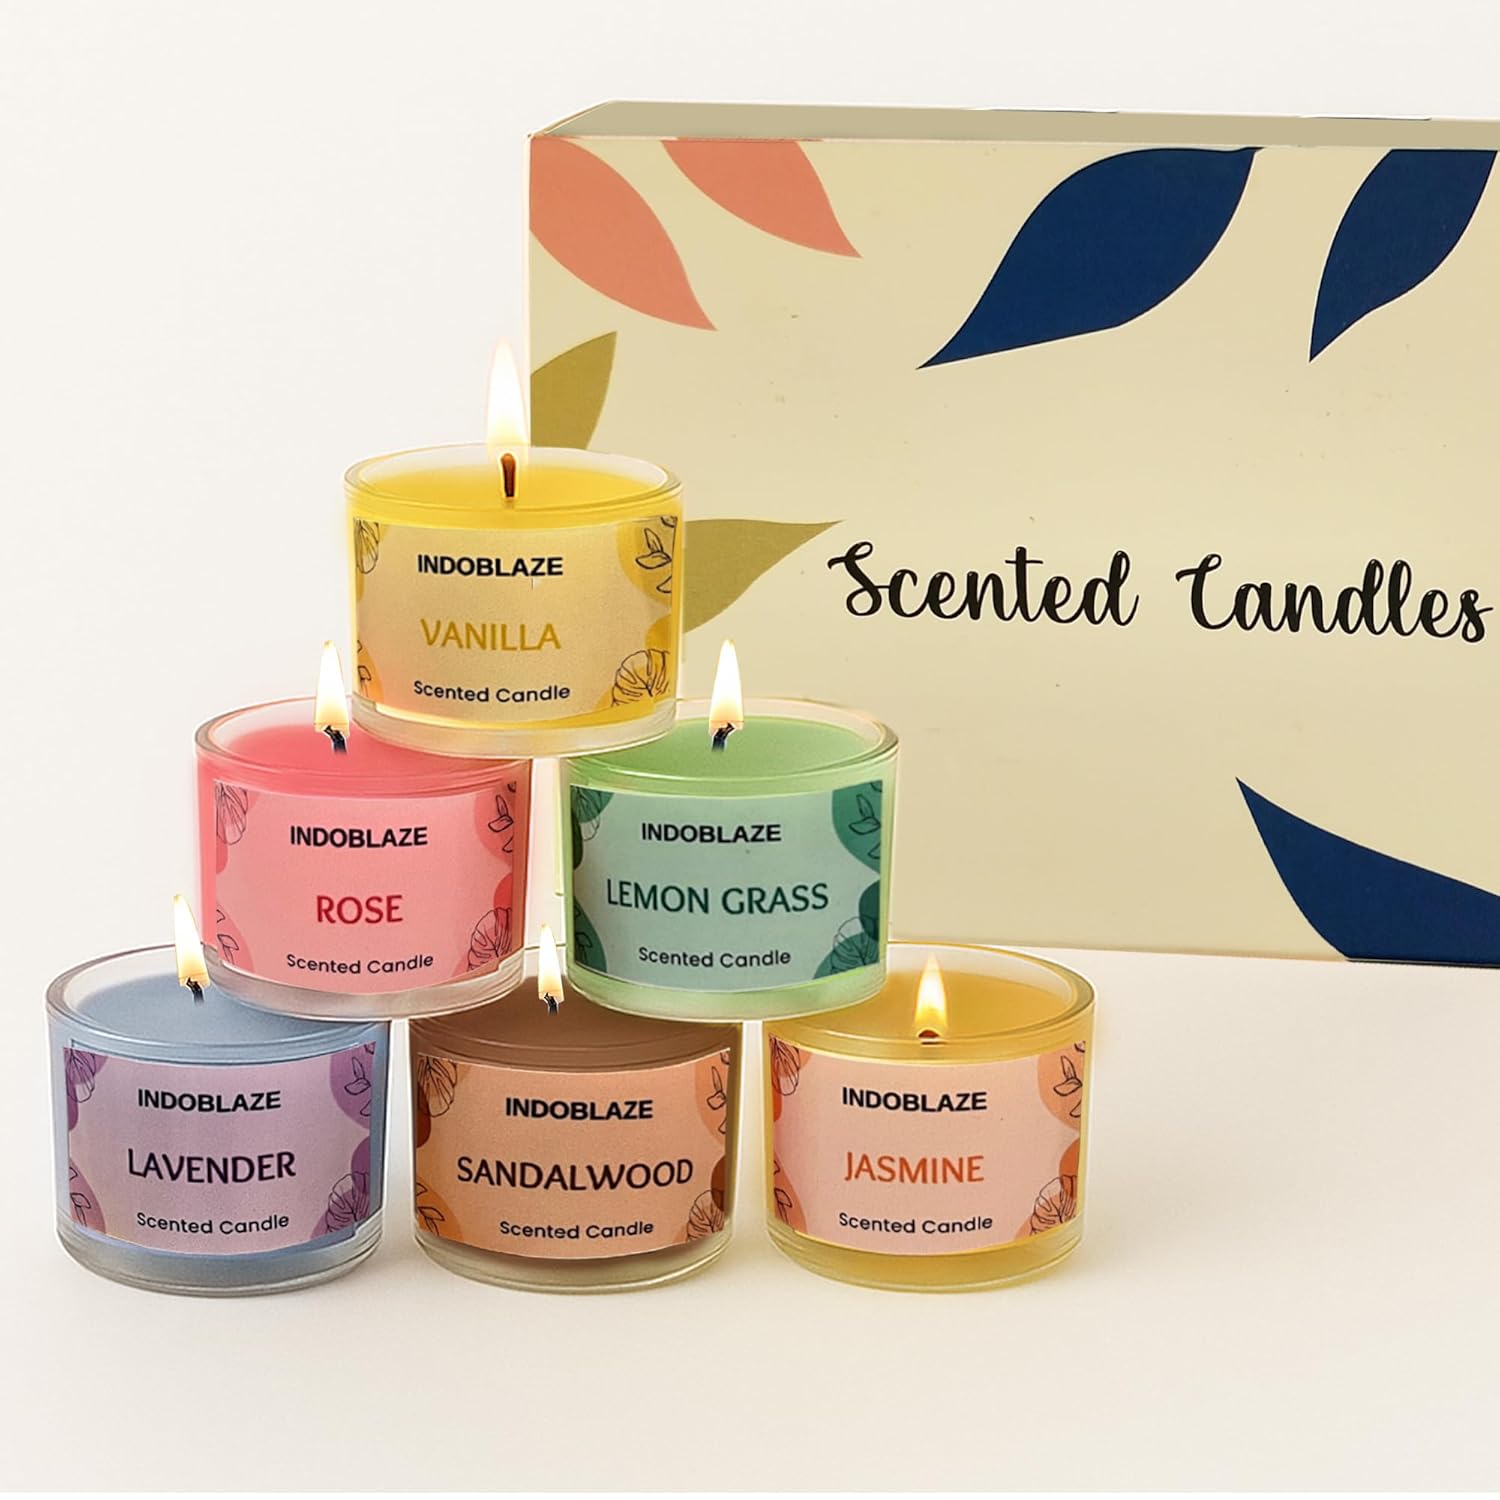 Scented Candles
INDOBLAZE
VANILLA
Scented Candle
INDOBLAZE
ROSE
Scented Candle
INDOBLAZE
LEMON GRASS
Scented Candle
INDOBLAZE
LAVENDER
Scented Candle
INDOBLAZE
SANDALWOOD
Scented Candle
INDOBLAZE
JASMINE
Scented Candle